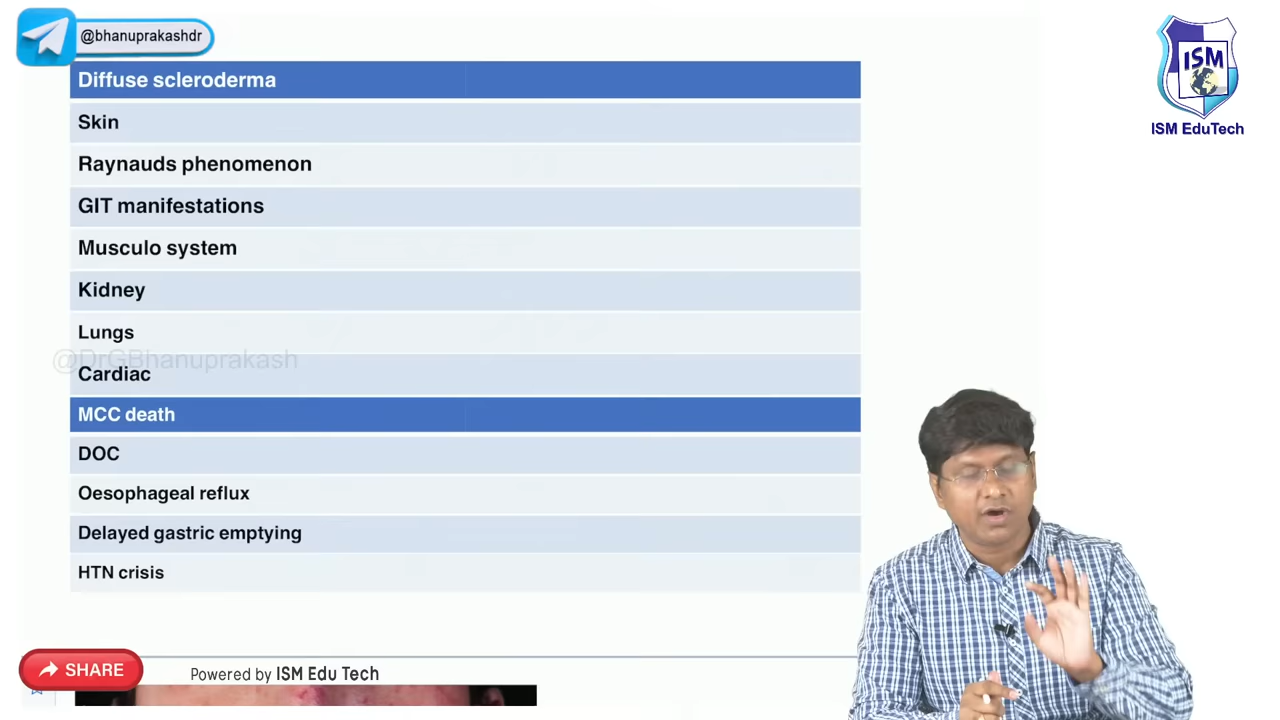 @bhanuprakashdr
ISM
ISM EduTech
Diffuse scleroderma
Skin
Raynauds phenomenon
GIT manifestations
Musculo system
Kidney
Lungs
@DrGBhanuprakash
Cardiac
MCC death
DOC
Oesophageal reflux
Delayed gastric emptying
HTN crisis
SHARE
Powered by ISM Edu Tech